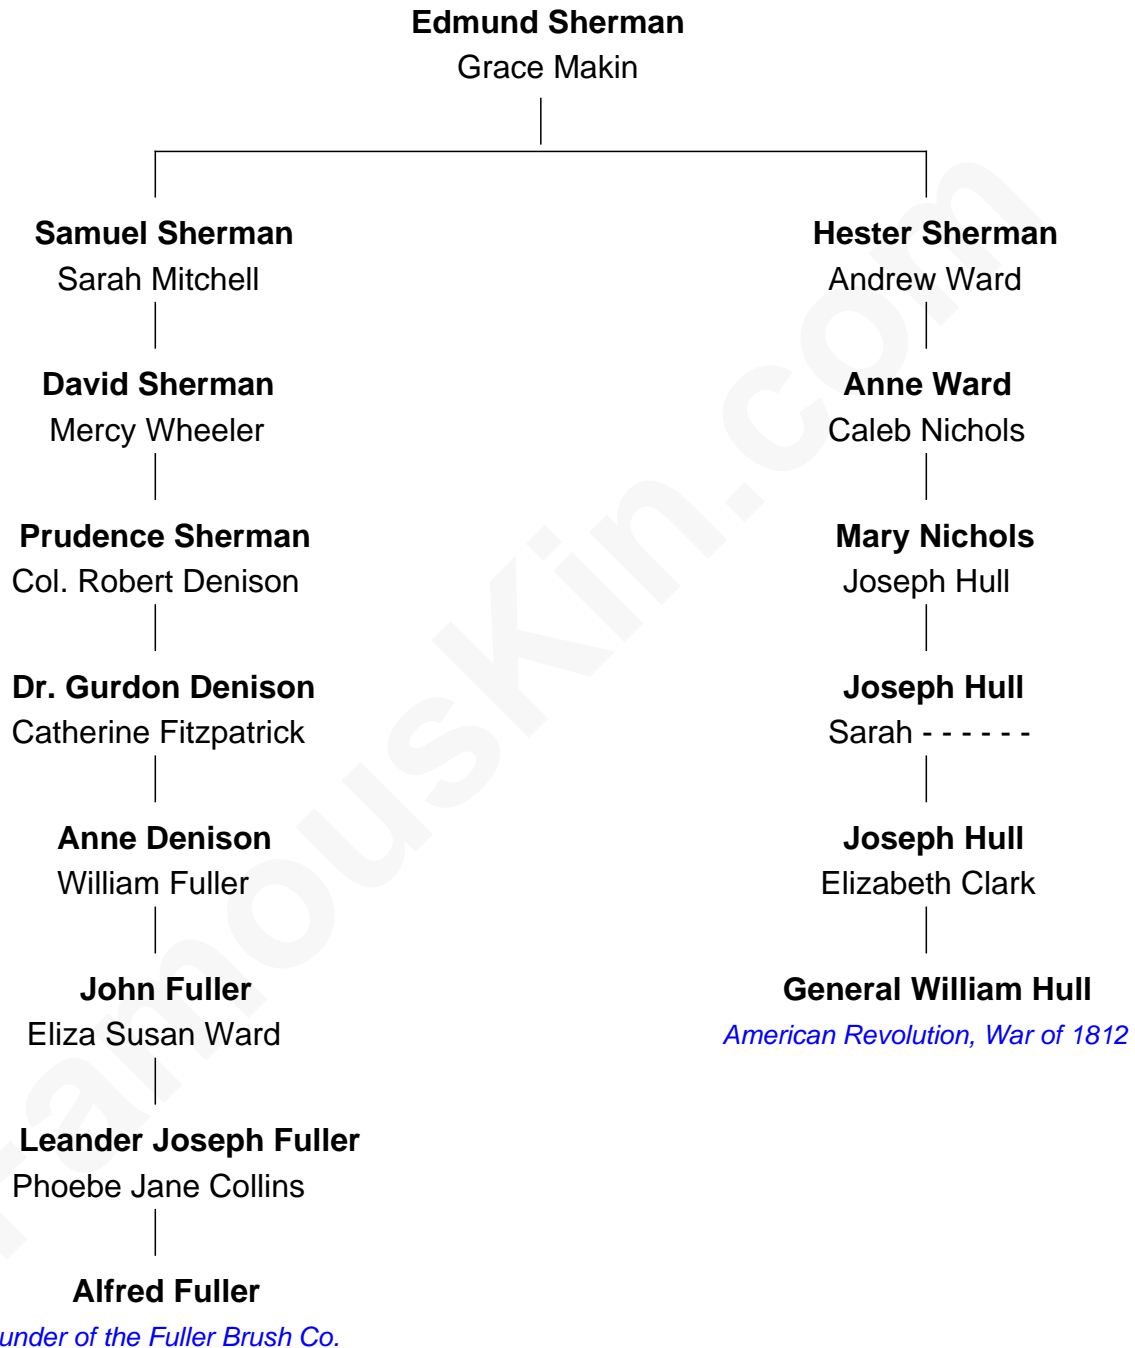 Edmund Sherman
Grace Makin
Samuel Sherman
Sarah Mitchell
David Sherman
Mercy Wheeler
Prudence Sherman
Col. Robert Denison
Dr. Gurdon Denison
Catherine Fitzpatrick
Anne Denison
William Fuller
John Fuller
Eliza Susan Ward
Leander Joseph Fuller
Phoebe Jane Collins
Alfred Fuller
under of the Fuller Brush Co.
Hester Sherman
Andrew Ward
Anne Ward
Caleb Nichols
Mary Nichols
Joseph Hull
Joseph Hull
Sarah - - - - - -
Joseph Hull
Elizabeth Clark
General William Hull
American Revolution, War of 1812
FamousKin.com